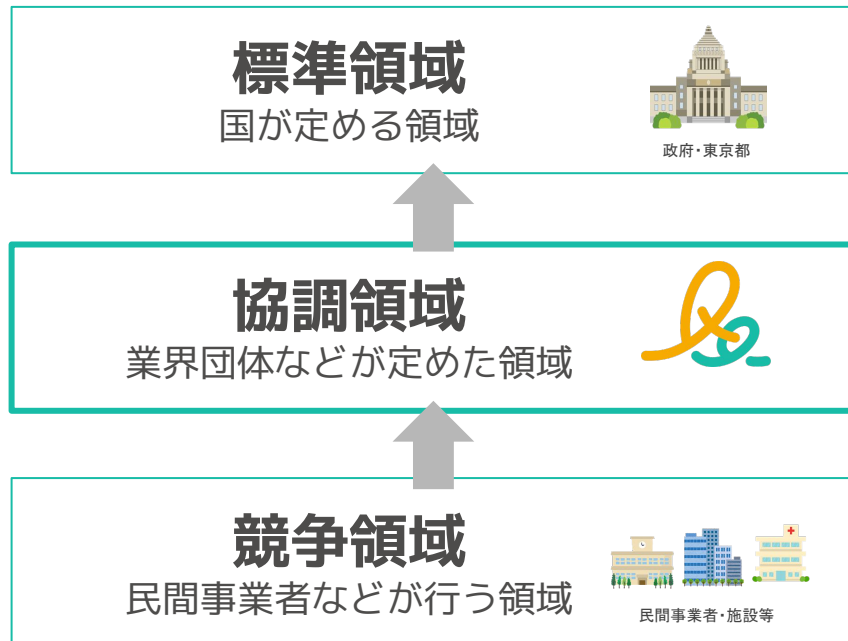 標準領域
国が定める領域
政府・東京都
協調領域
業界団体などが定めた領域
競争領域
民間事業者などが行う領域
民間事業者・施設等